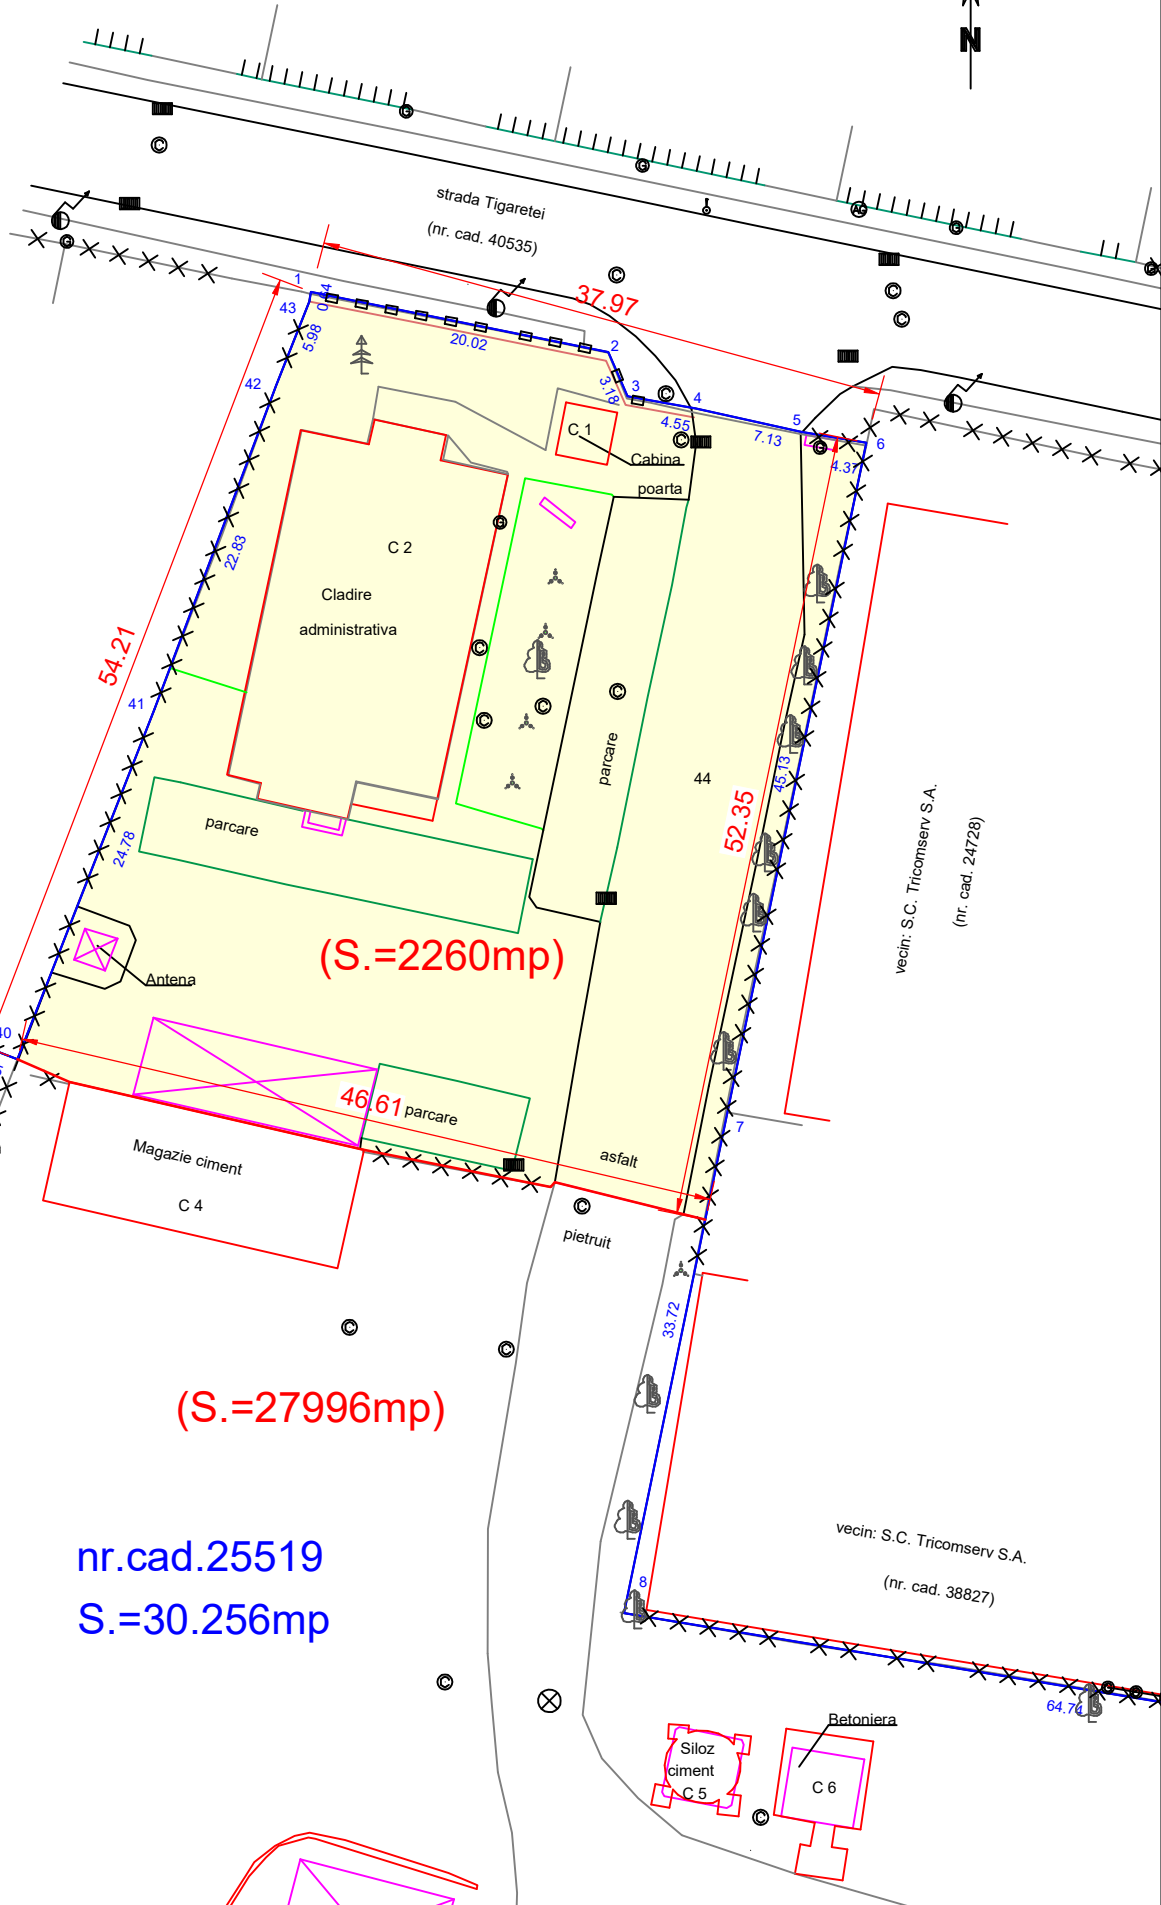 N
strada Tigaretei
(nr. cad. 40535)
37.97
1
0.64
43
5.98
20.02
2
3.18
3
4
4.55
7.13
5
6
4.37
42
C 1
Cabina
poarta
C 2
22.83
Cladire
administrativa
54.21
41
parcare
44
45.13
52.35
vecin: S.C. Tricomserv S.A.
(nr. cad. 24728)
parcare
24.78
(S.=2260mp)
Antena
40
46.61
parcare
7
Magazie ciment
C 4
asfalt
pietruit
33.72
(S.=27996mp)
nr.cad.25519
S.=30.256mp
vecin: S.C. Tricomserv S.A.
(nr. cad. 38827)
8
64.74
Betoniera
Siloz
ciment
C 5
C 6